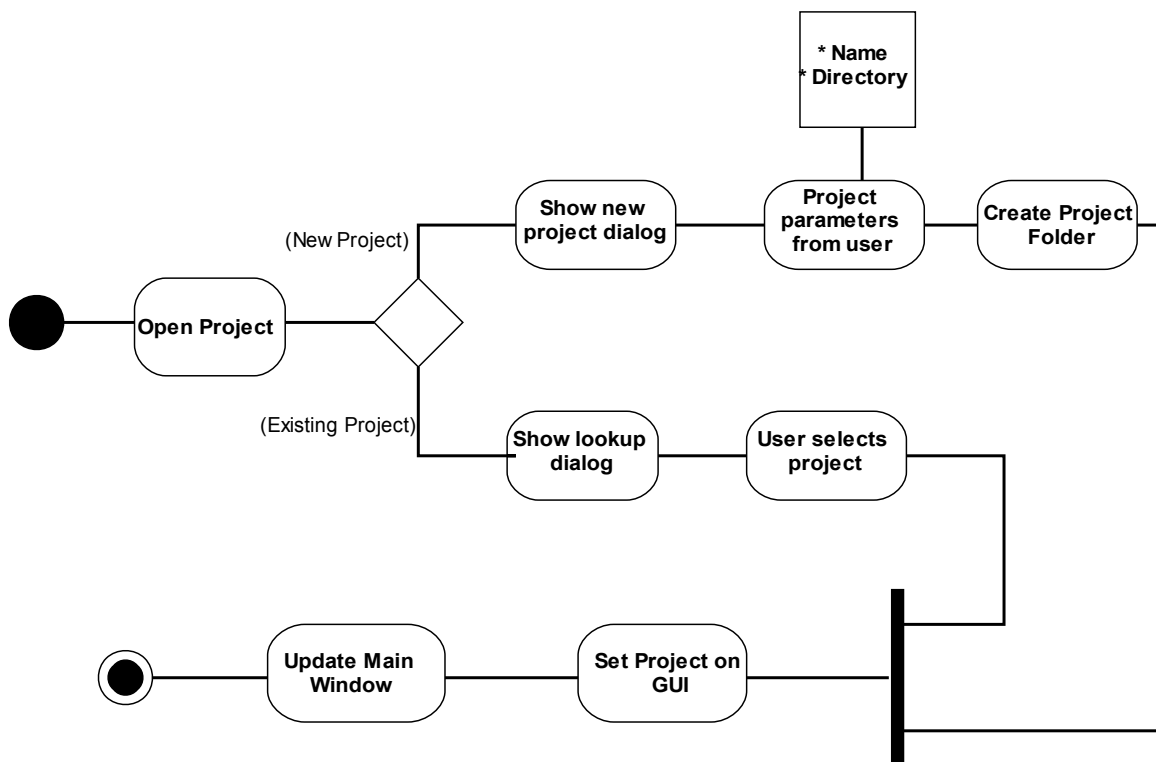 * Name
* Directory
Show new
project dialog
Project
parameters
from user
Create Project
Folder
(New Project)
Open Project
(Existing Project)
Show lookup
dialog
User selects
project
Update Main
Window
Set Project on
GUI